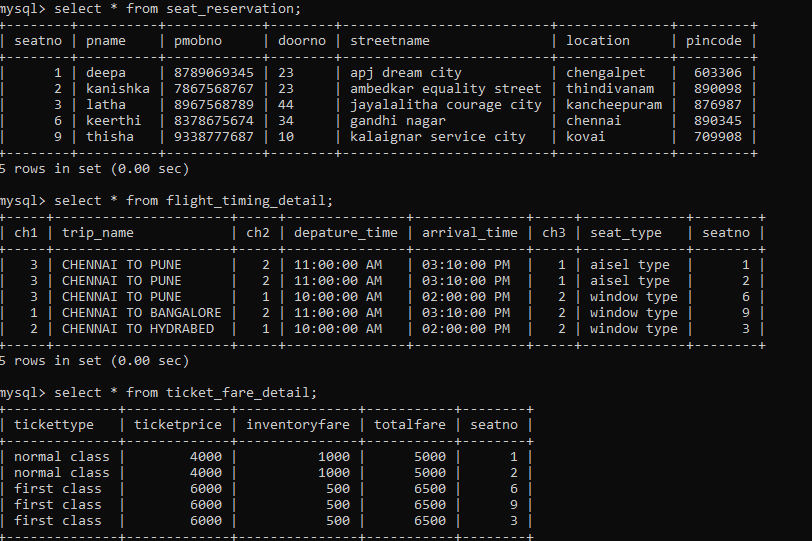 mysql> select * from seat_reservation;
+--------+----------+------------+--------+-------------------------+-------------+---------+
| seatno | pname    | pmobno     | doorno | streetname              | location    | pincode |
+--------+----------+------------+--------+-------------------------+-------------+---------+
|      1 | deepa    | 8789069345 | 23     | apj dream city          | chengalpet  |  603306 |
|      2 | kanishka | 7867568767 | 23     | ambedkar equality street | thindivanam |  890098 |
|      3 | latha    | 8967568789 | 44     | jayalalitha courage city | kancheepuram |  876987 |
|      6 | keerthi  | 8378675674 | 34     | gandhi nagar            | chennai     |  890345 |
|      9 | thisha   | 9338777687 | 10     | kalaignar service city  | kovai       |  709908 |
+--------+----------+------------+--------+-------------------------+-------------+---------+
5 rows in set (0.00 sec)
mysql> select * from flight_timing_detail;
+-----+----------------------+-----+---------------+--------------+-----+-------------+--------+
| ch1 | trip_name            | ch2 | depature_time | arrival_time | ch3 | seat_type   | seatno |
+-----+----------------------+-----+---------------+--------------+-----+-------------+--------+
|   3 | CHENNAI TO PUNE      |   2 | 11:00:00 AM   | 03:10:00 PM  |   1 | aisel type  |      1 |
|   3 | CHENNAI TO PUNE      |   2 | 11:00:00 AM   | 03:10:00 PM  |   1 | aisel type  |      2 |
|   3 | CHENNAI TO PUNE      |   1 | 10:00:00 AM   | 02:00:00 PM  |   2 | window type |      6 |
|   1 | CHENNAI TO BANGALORE |   2 | 11:00:00 AM   | 03:10:00 PM  |   2 | window type |      9 |
|   2 | CHENNAI TO HYDRABED  |   1 | 10:00:00 AM   | 02:00:00 PM  |   2 | window type |      3 |
+-----+----------------------+-----+---------------+--------------+-----+-------------+--------+
5 rows in set (0.00 sec)
mysql> select * from ticket_fare_detail;
+--------------+-------------+---------------+-----------+--------+
| tickettype   | ticketprice | inventoryfare | totalfare | seatno |
+--------------+-------------+---------------+-----------+--------+
| normal class |        4000 |          1000 |      5000 |      1 |
| normal class |        4000 |          1000 |      5000 |      2 |
| first class  |        6000 |           500 |      6500 |      6 |
| first class  |        6000 |           500 |      6500 |      9 |
| first class  |        6000 |           500 |      6500 |      3 |
+--------------+-------------+---------------+-----------+--------+